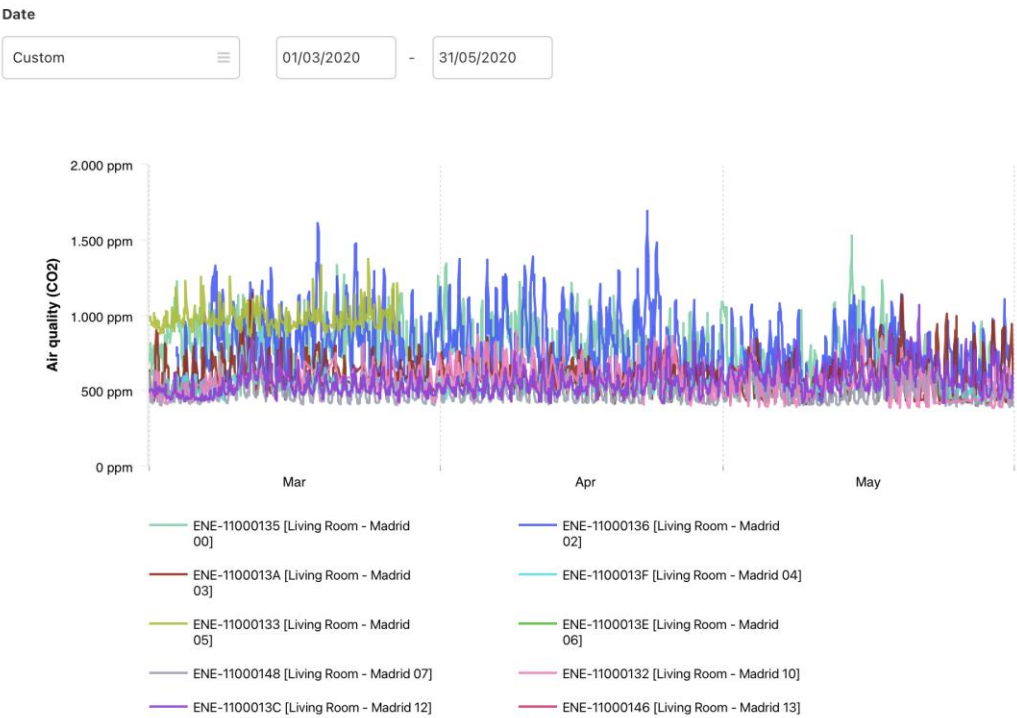 Date
Custom
01/03/2020 - 31/05/2020
2.000 ppm
1.500 ppm
1.000 ppm
500 ppm
0 ppm
Air quality (CO2)
Mar Apr May
ENE-11000135 [Living Room - Madrid
00]
ENE-11000136 [Living Room - Madrid
02]
ENE-1100013A [Living Room - Madrid
03]
ENE-1100013F [Living Room - Madrid 04]
ENE-11000133 [Living Room - Madrid
05]
ENE-1100013E [Living Room - Madrid
06]
ENE-11000148 [Living Room - Madrid 07]
ENE-11000132 [Living Room - Madrid 10]
ENE-1100013C [Living Room - Madrid 12]
ENE-11000146 [Living Room - Madrid 13]